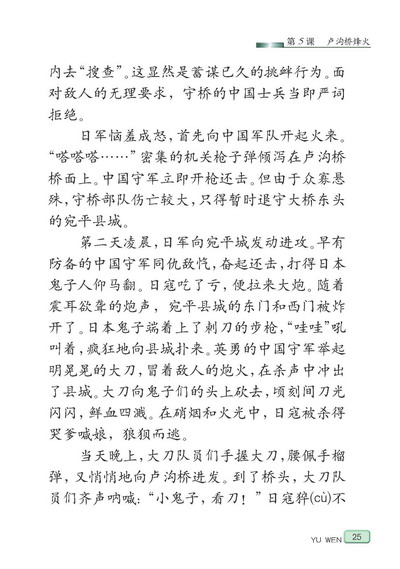 第5课 卢沟桥烽火
内去“搜查”。这显然是蓄谋已久的挑衅行为。面
对敌人的无理要求，守桥的中国士兵当即严词
拒绝。
日军恼羞成怒，首先向中国军队开起火来。
“嗒嗒嗒……”密集的机关枪子弹倾泻在卢沟桥
桥面上。中国守军立即开枪还击。但由于众寡悬
殊，守桥部队伤亡较大，只得暂时退守大桥东头
的宛平县城。
第二天凌晨，日军向宛平城发动进攻。早有
防备的中国守军同仇敌忾，奋起还击，打得日本
鬼子人仰马翻。日寇吃了亏，便拉来大炮。随着
震耳欲聋的炮声，宛平县城的东门和西门被炸
开了。日本鬼子端着上了刺刀的步枪，“哇哇”吼
叫着，疯狂地向县城扑来。英勇的中国守军举起
明晃晃的大刀，冒着敌人的炮火，在杀声中冲出
了县城。大刀向鬼子们的头上砍去，顷刻间刀光
闪闪，鲜血四溅。在硝烟和火光中，日寇被杀得
哭爹喊娘，狼狈而逃。
当天晚上，大刀队员们手握大刀，腰佩手榴
弹，又悄悄地向卢沟桥进发。到了桥头，大刀队
员们齐声呐喊：“小鬼子，看刀！”日寇猝(cù)不
YU WEN 25